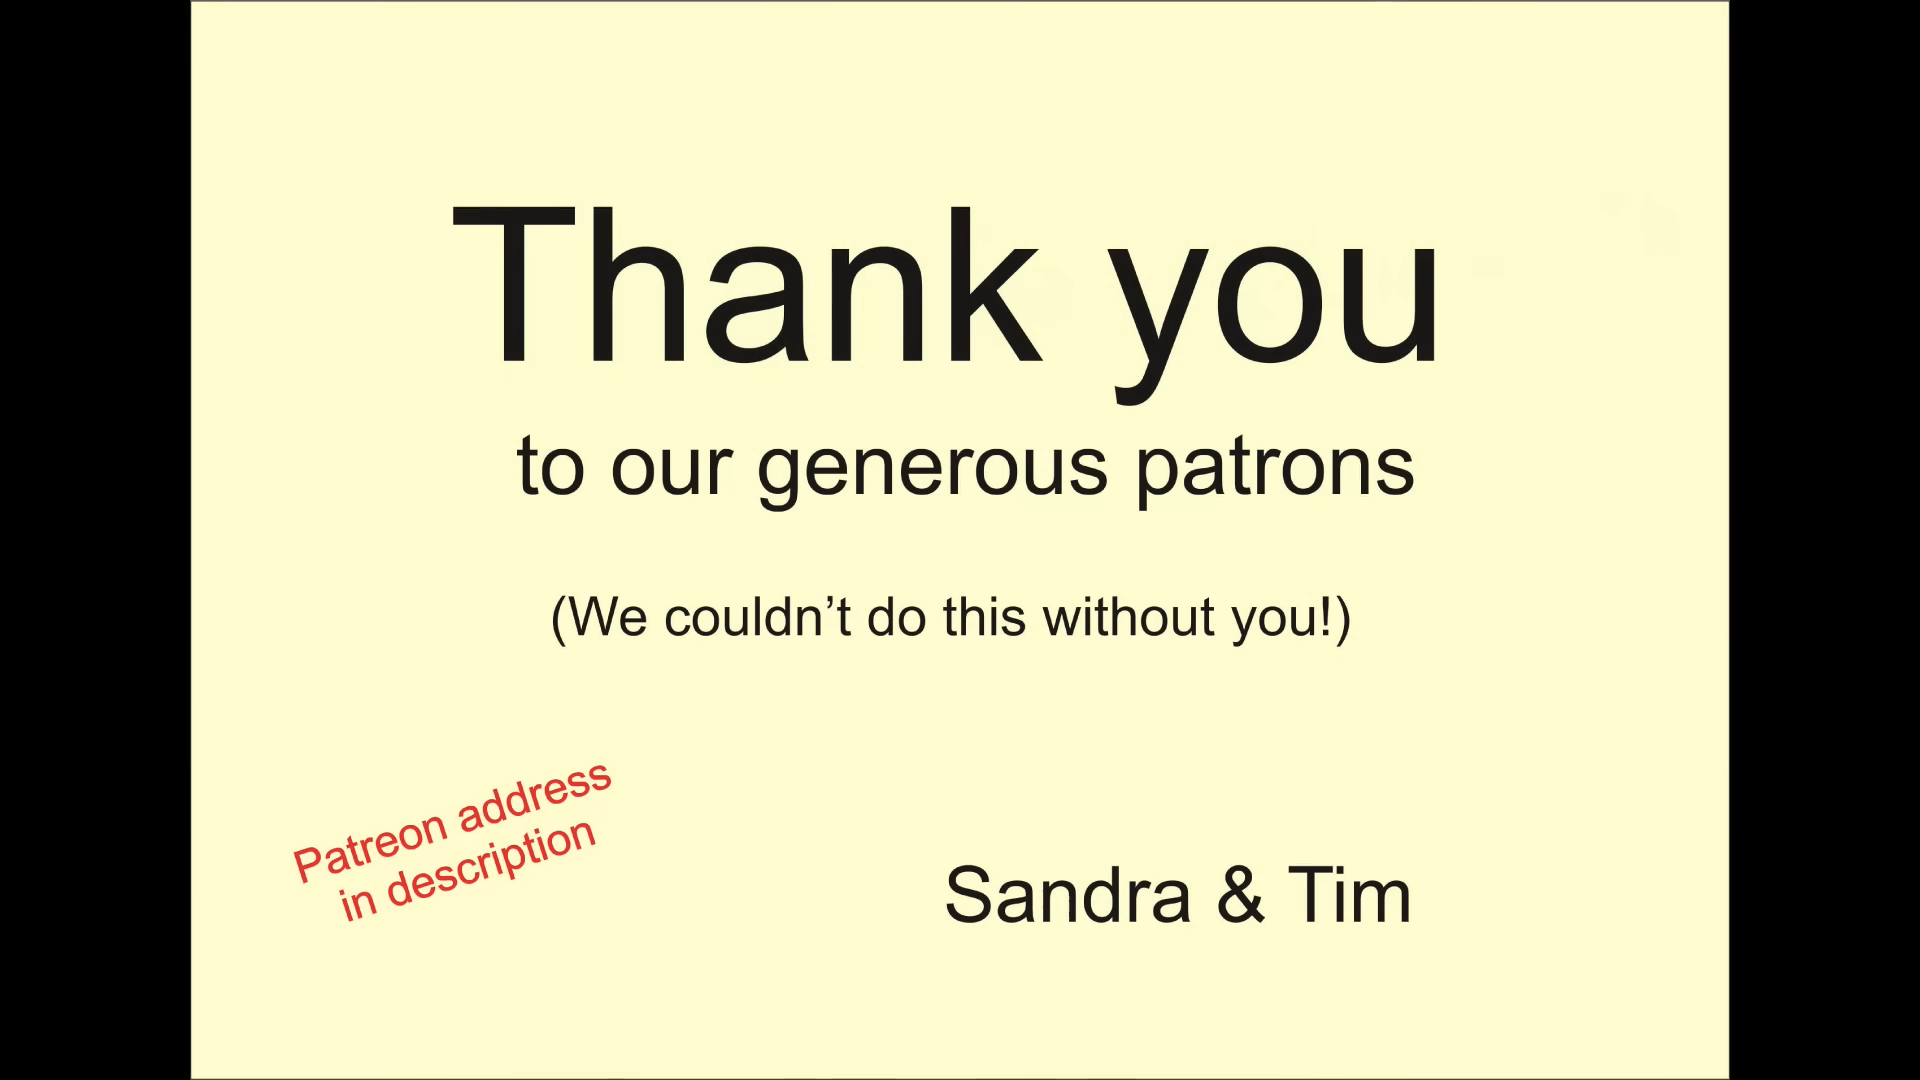 Thank you
to our generous patrons
(We couldn’t do this without you!)
Patreon address
in description
Sandra & Tim